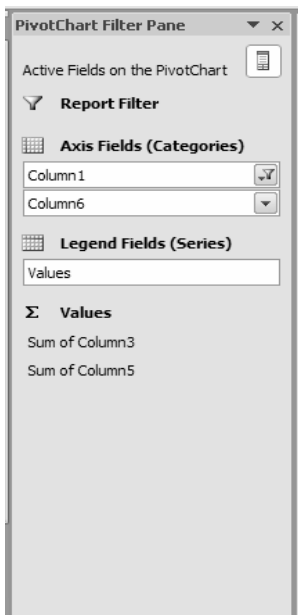 PivotChart Filter Pane
Active Fields on the PivotChart
Report Filter
Axis Fields (Categories)
Column1
Column6
Legend Fields (Series)
Values
Σ Values
Sum of Column3
Sum of Column5